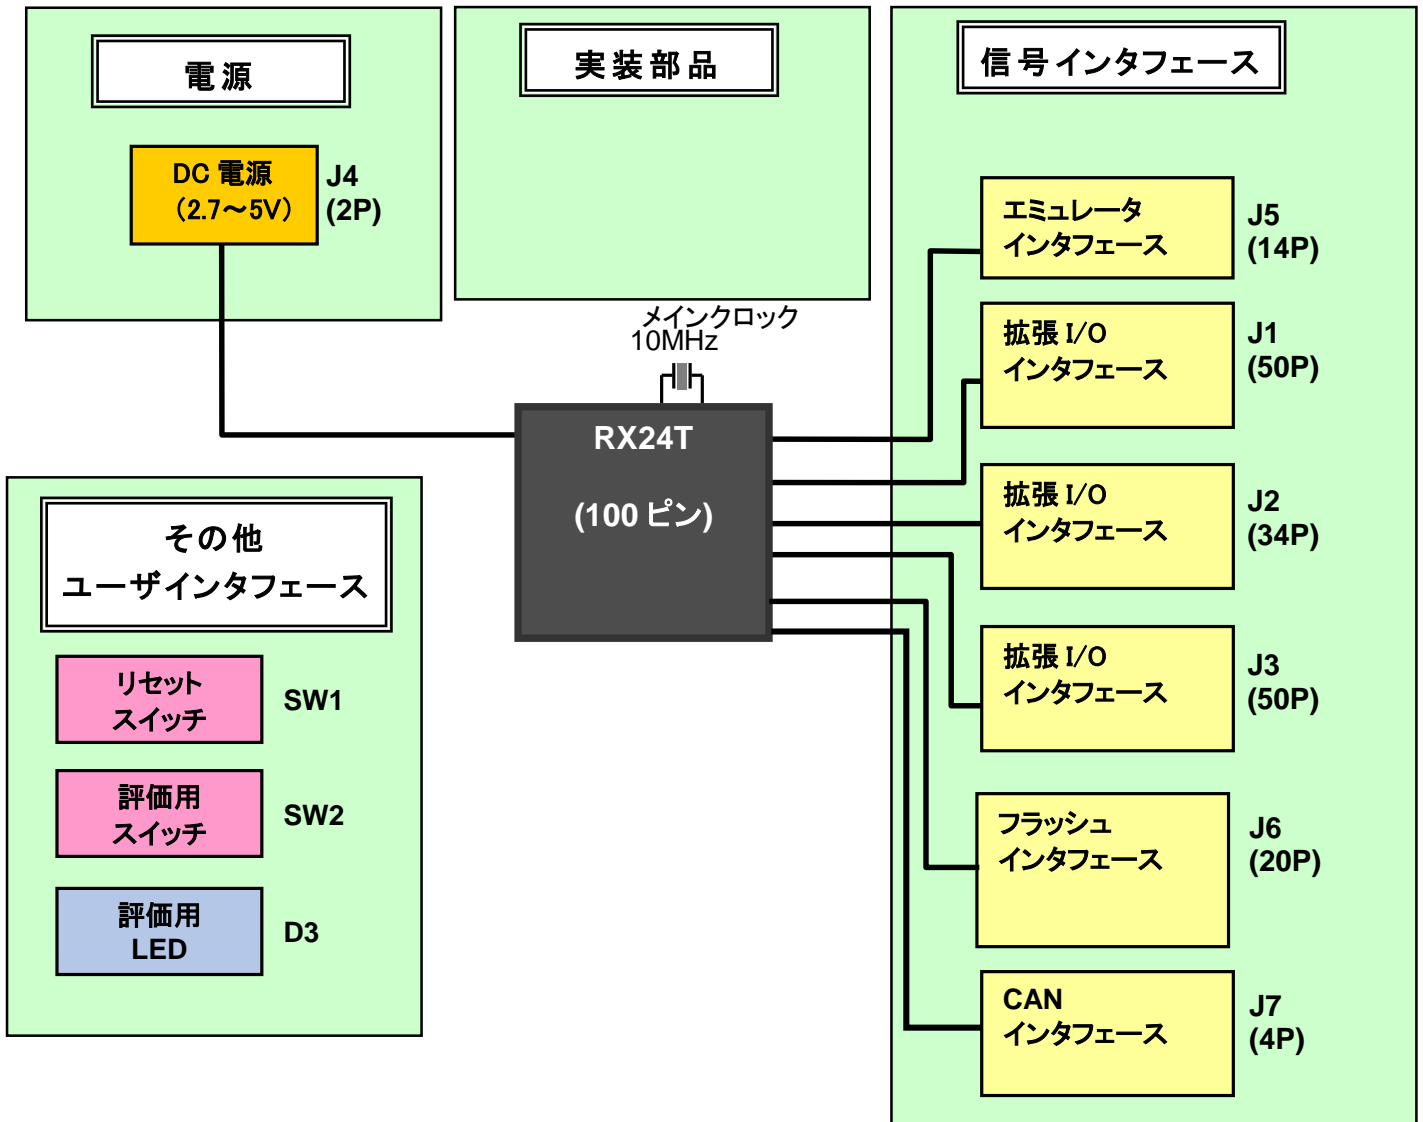 電源
DC 電源
（2.7～5V）
J4
(2P)
実装部品
信号インタフェース
エミュレータ
インタフェース
J5
(14P)
拡張 I/O
インタフェース
J1
(50P)
拡張 I/O
インタフェース
J2
(34P)
拡張 I/O
インタフェース
J3
(50P)
フラッシュ
インタフェース
J6
(20P)
CAN
インタフェース
J7
(4P)
メインクロック
10MHz
RX24T
(100 ピン)
その他
ユーザインタフェース
リセット
スイッチ
SW1
評価用
スイッチ
SW2
評価用
LED
D3